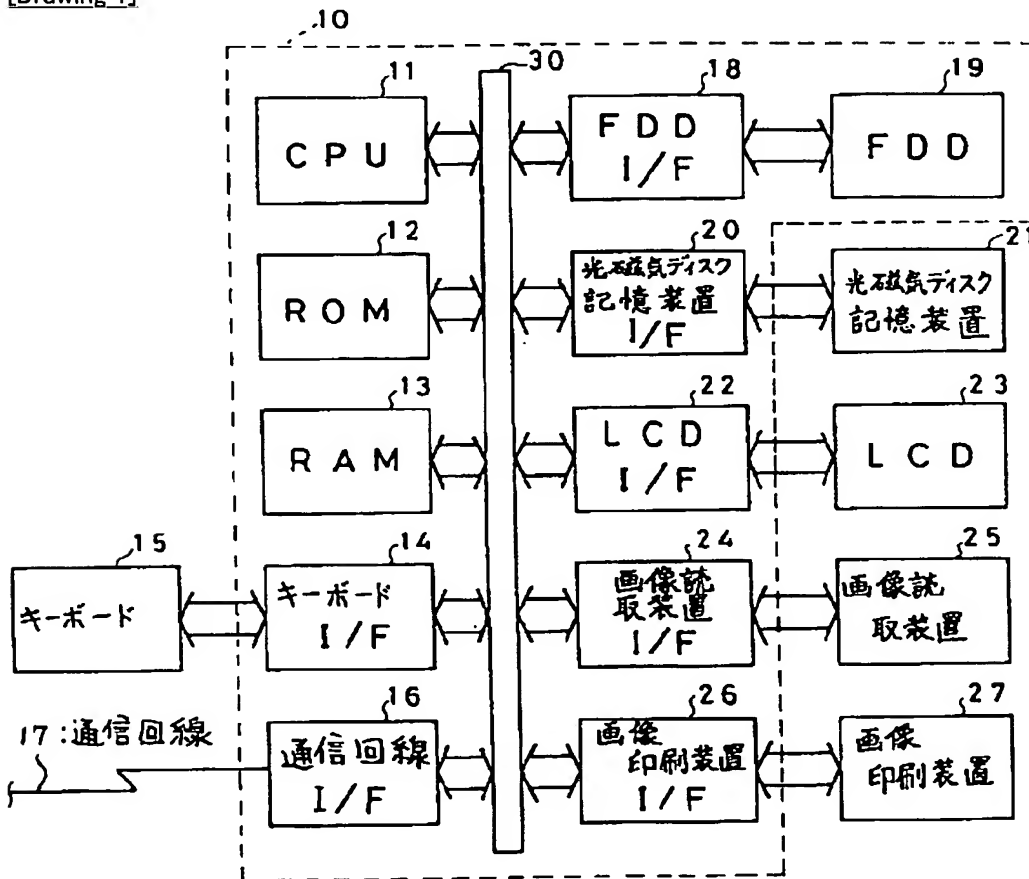 [Drawing 1]
10
30
11
CPU
18
FDD
I/F
19
FDD
12
ROM
20
光磁気ディスク
記憶装置
I/F
21
光磁気ディスク
記憶装置
13
RAM
22
LCD
I/F
23
LCD
15
キーボード
14
キーボード
I/F
24
画像読
取装置
I/F
25
画像読
取装置
17:通信回線
16
通信回線
I/F
26
画像
印刷装置
I/F
27
画像
印刷装置